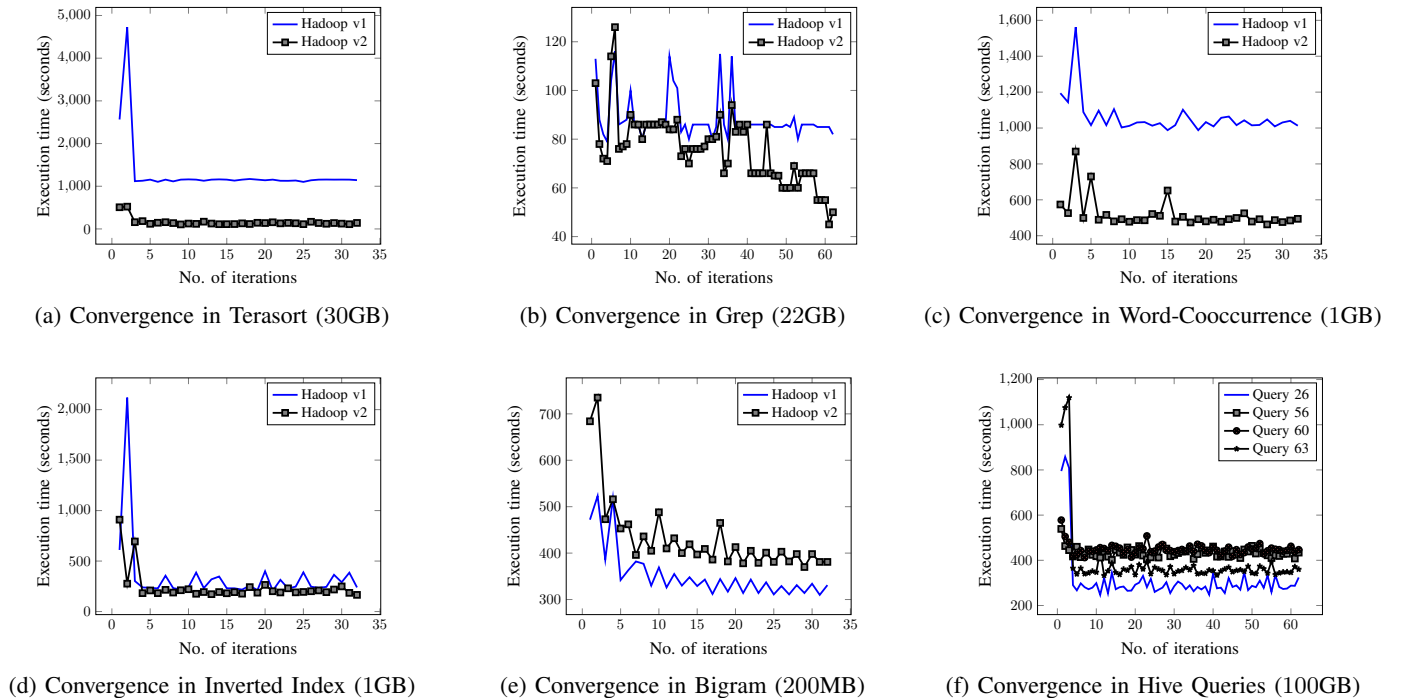 Execution time (seconds)
5,000
4,000
3,000
2,000
1,000
0
0 5 10 15 20 25 30 35
No. of iterations
Hadoop v1
Hadoop v2
(a) Convergence in Terasort (30GB)
Execution time (seconds)
120
100
80
60
40
0 10 20 30 40 50 60
No. of iterations
Hadoop v1
Hadoop v2
(b) Convergence in Grep (22GB)
Execution time (seconds)
1,600
1,400
1,200
1,000
800
600
400
0 5 10 15 20 25 30 35
No. of iterations
Hadoop v1
Hadoop v2
(c) Convergence in Word-Cooccurrence (1GB)
Execution time (seconds)
2,000
1,500
1,000
500
0
0 5 10 15 20 25 30 35
No. of iterations
Hadoop v1
Hadoop v2
(d) Convergence in Inverted Index (1GB)
Execution time (seconds)
700
600
500
400
300
0 5 10 15 20 25 30 35
No. of iterations
Hadoop v1
Hadoop v2
(e) Convergence in Bigram (200MB)
Execution time (seconds)
1,200
1,000
800
600
400
200
0 10 20 30 40 50 60
No. of iterations
Query 26
Query 56
Query 60
Query 63
(f) Convergence in Hive Queries (100GB)